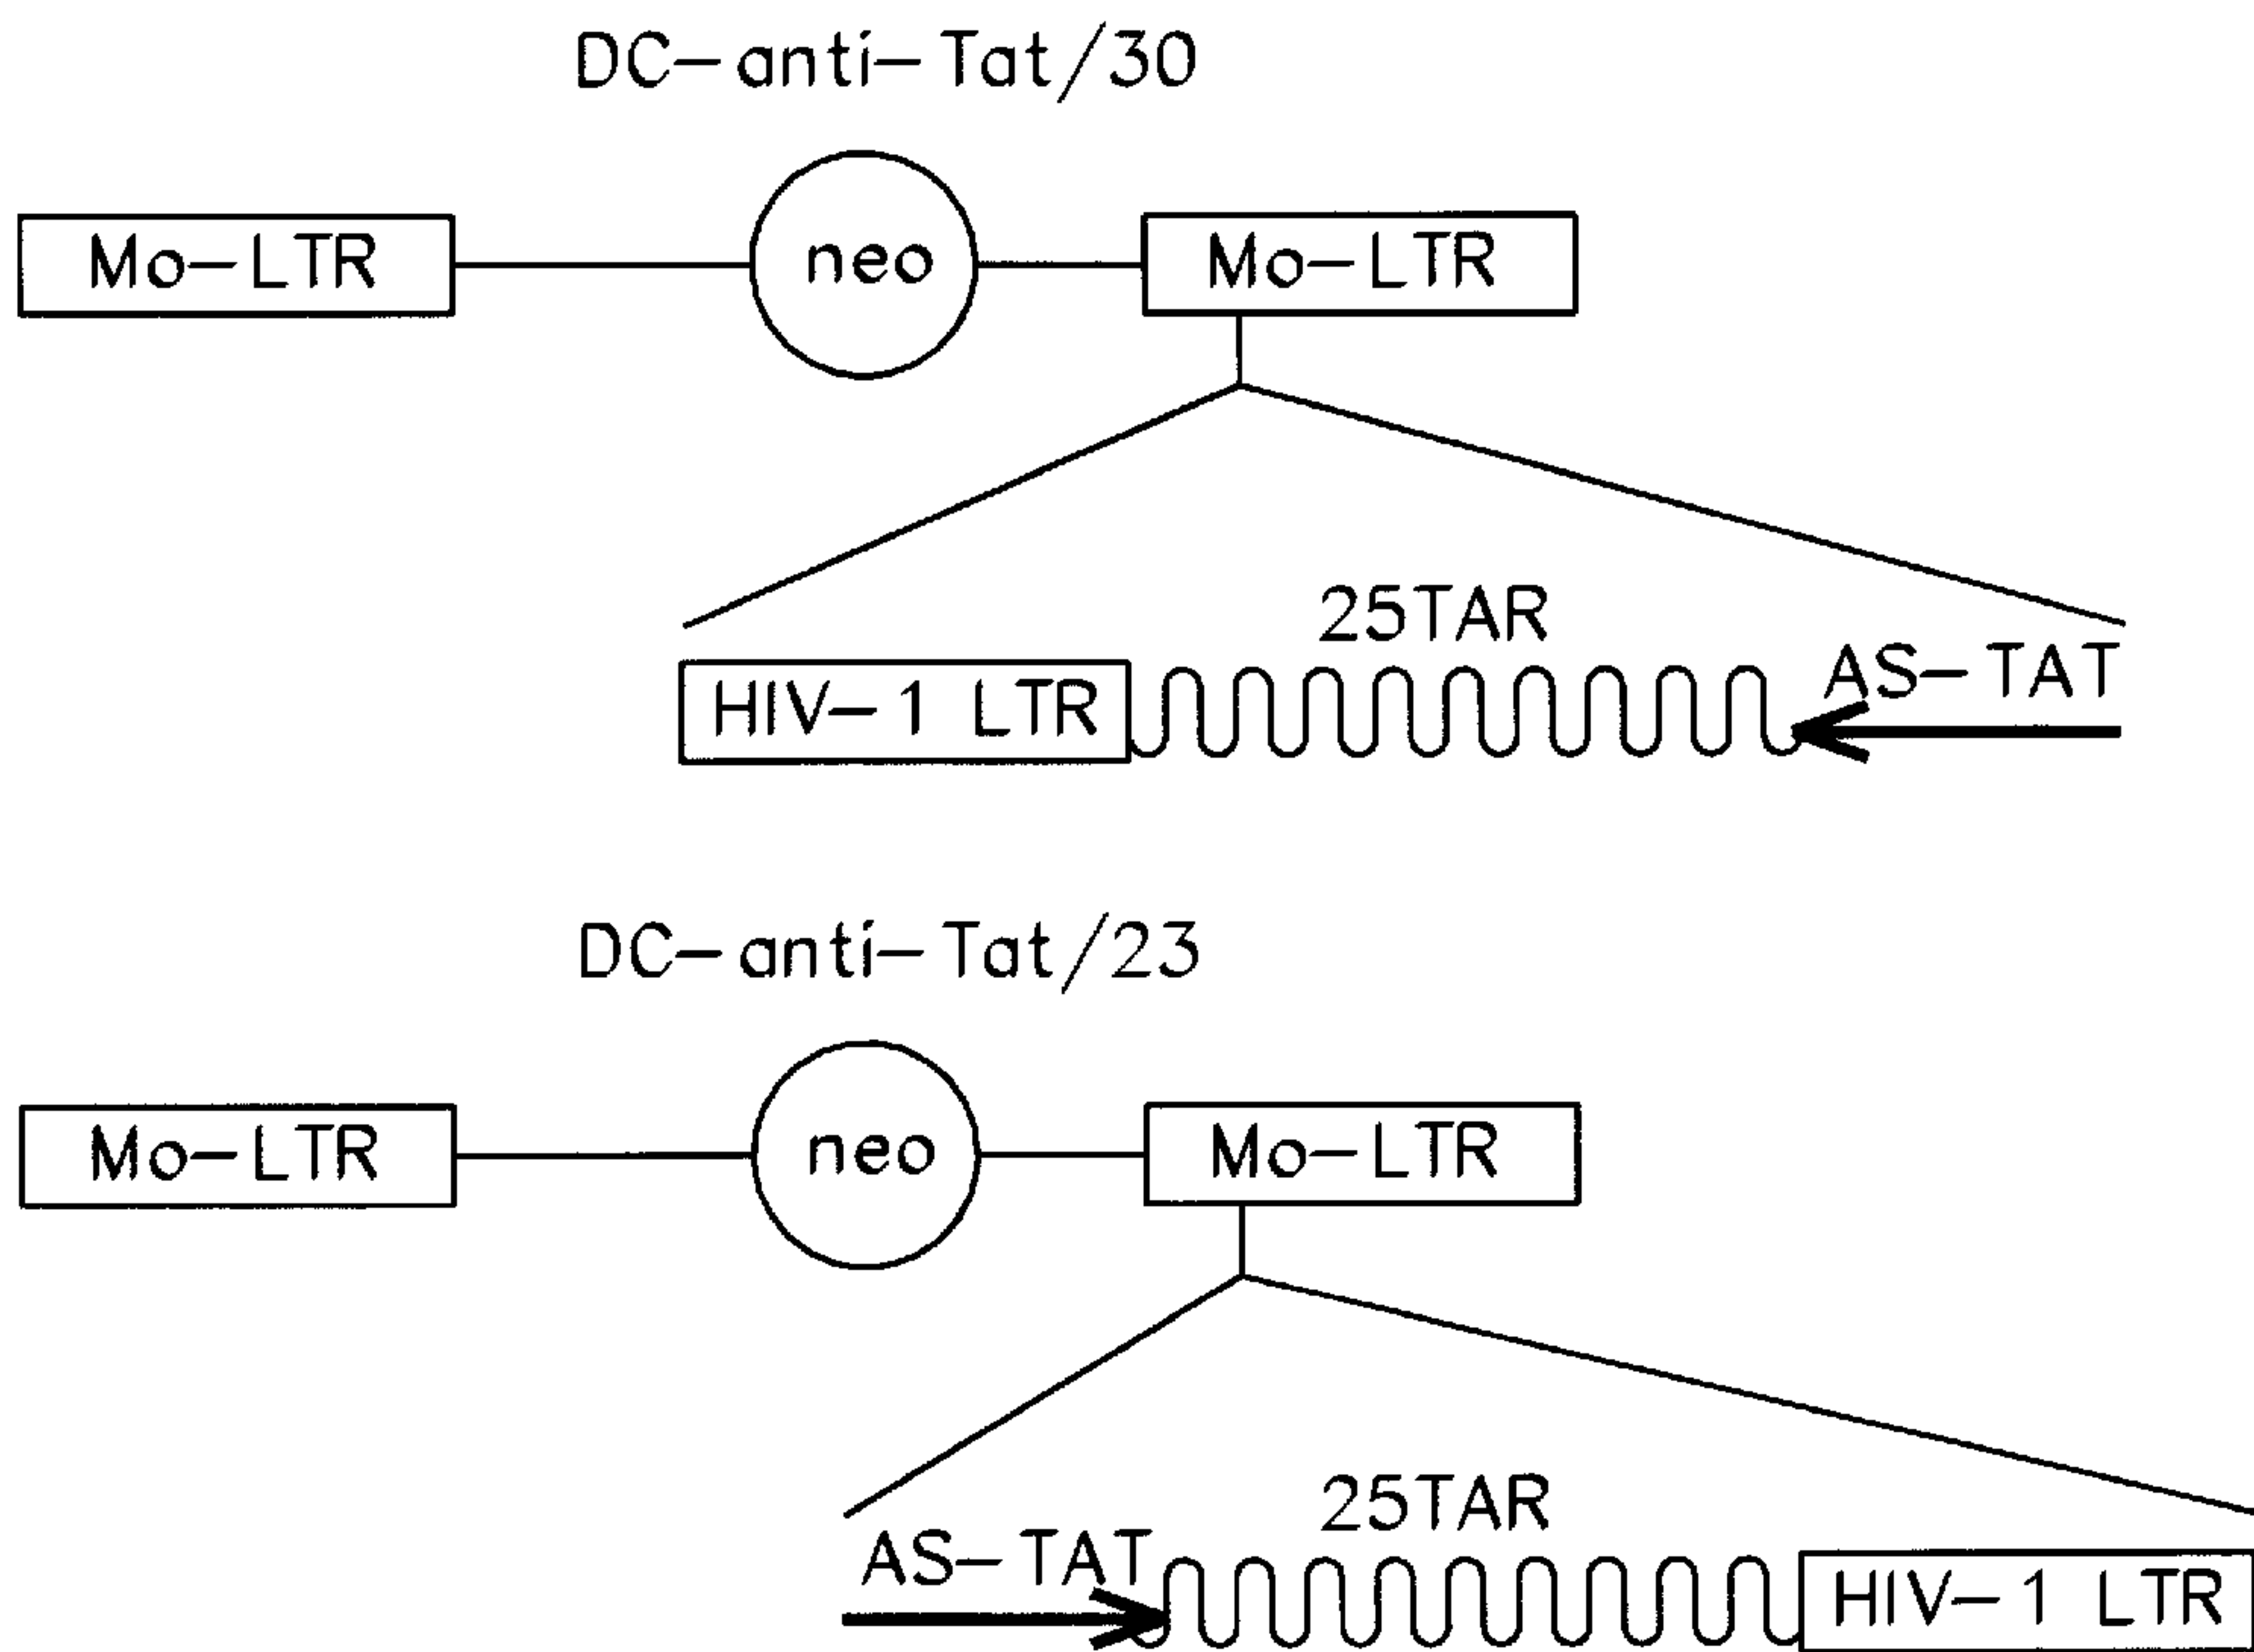 DC-anti-Tat/30
Mo-LTR neo Mo-LTR
25TAR
AS-TAT
HIV-1 LTR
DC-anti-Tat/23
Mo-LTR neo Mo-LTR
25TAR
AS-TAT
HIV-1 LTR